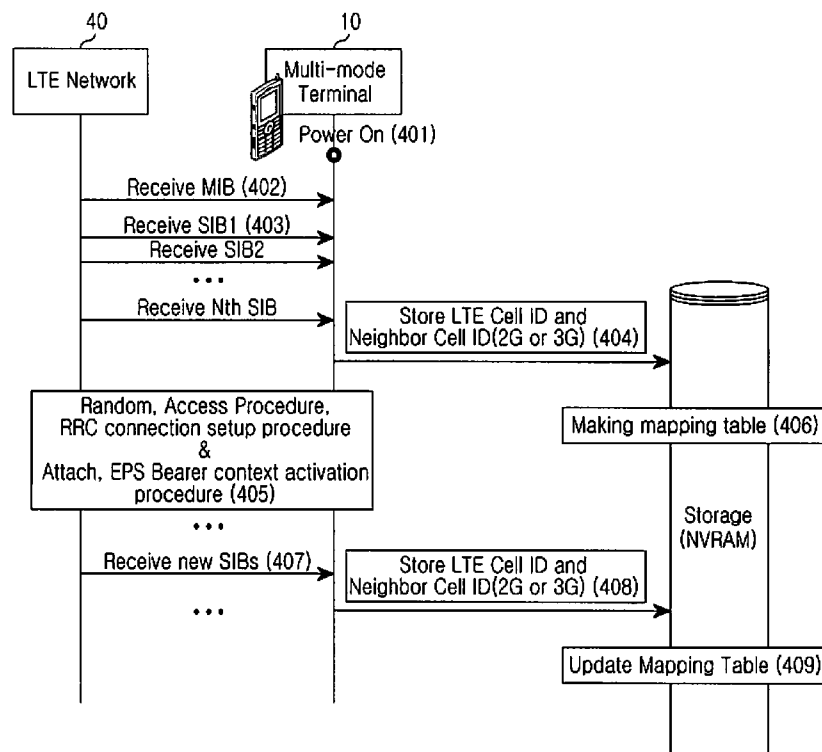 40
10
LTE Network
Multi-mode
Terminal
Power On (401)
Receive MIB (402)
Receive SIB1 (403)
Receive SIB2
•••
Receive Nth SIB
Store LTE Cell ID and
Neighbor Cell ID(2G or 3G) (404)
Random, Access Procedure,
RRC connection setup procedure
&
Attach, EPS Bearer context activation
procedure (405)
Making mapping table (406)
•••
Storage
(NVRAM)
Receive new SIBs (407)
Store LTE Cell ID and
Neighbor Cell ID(2G or 3G) (408)
•••
Update Mapping Table (409)